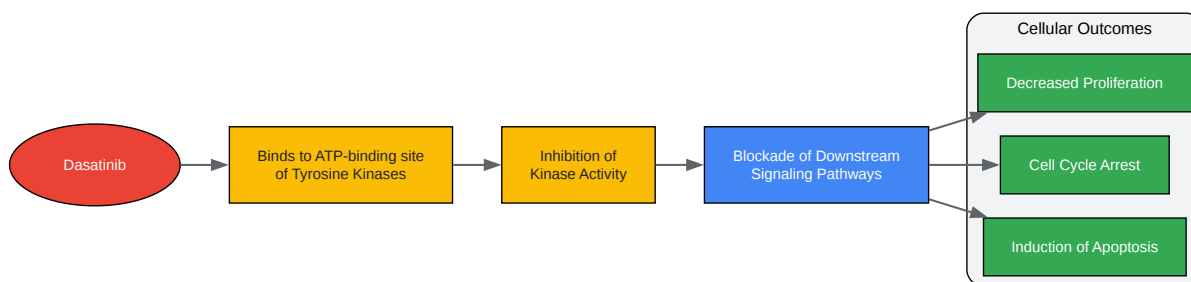 Cellular Outcomes
Decreased Proliferation
Dasatinib
Binds to ATP-binding site
of Tyrosine Kinases
Inhibition of
Kinase Activity
Blockade of Downstream
Signaling Pathways
Cell Cycle Arrest
Induction of Apoptosis